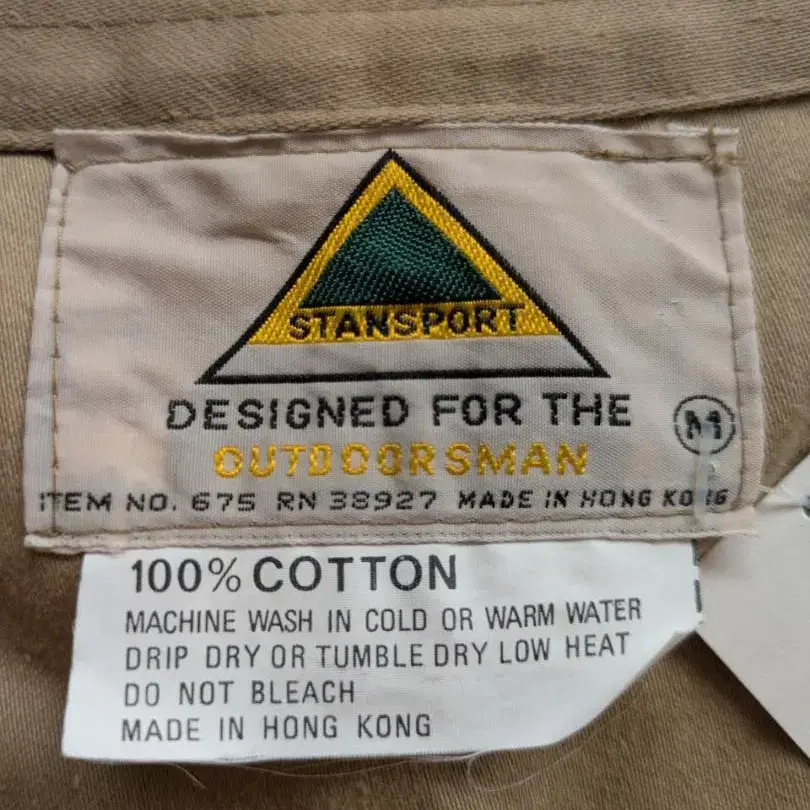 STANSPORT
DESIGNED FOR THE
M
OUTDOORSMAN
ITEM NO. 675 RN 38927 MADE IN HONG KONG
100% COTTON
MACHINE WASH IN COLD OR WARM WATER
DRIP DRY OR TUMBLE DRY LOW HEAT
DO NOT BLEACH
MADE IN HONG KONG